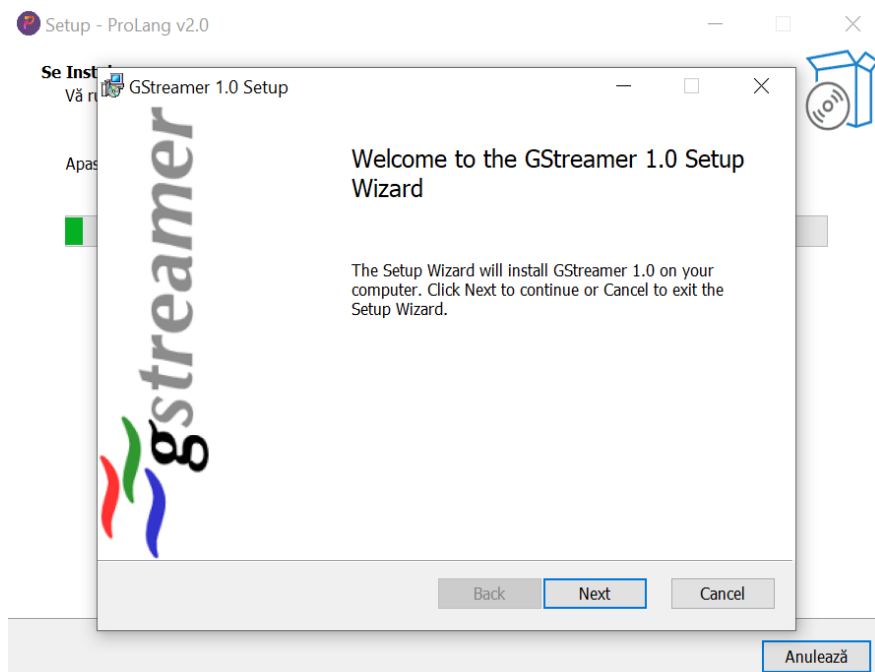 Setup - ProLang v2.0
Se Inst
Vă
GStreamer 1.0 Setup
Apas
gstreamer
Welcome to the GStreamer 1.0 Setup
Wizard
The Setup Wizard will install GStreamer 1.0 on your
computer. Click Next to continue or Cancel to exit the
Setup Wizard.
Back
Next
Cancel
Anulează